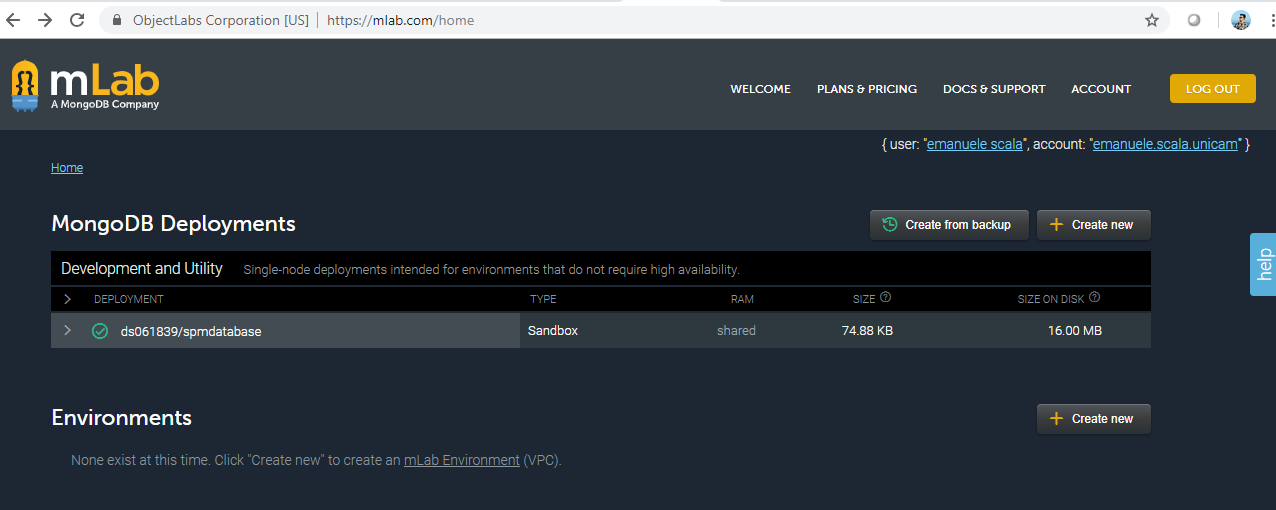 ObjectLabs Corporation [US] | https://mlab.com/home
mLab
A MongoDB Company
WELCOME PLANS & PRICING DOCS & SUPPORT ACCOUNT LOG OUT
{ user: "emanuele scala", account: "emanuele.scala.unicam" }
Home
MongoDB Deployments Create from backup Create new
help
Development and Utility Single-node deployments intended for environments that do not require high availability.
DEPLOYMENT TYPE RAM SIZE ? SIZE ON DISK ?
ds061839/spmdatabase Sandbox shared 74.88 KB 16.00 MB
Environments Create new
None exist at this time. Click "Create new" to create an mLab Environment (VPC).